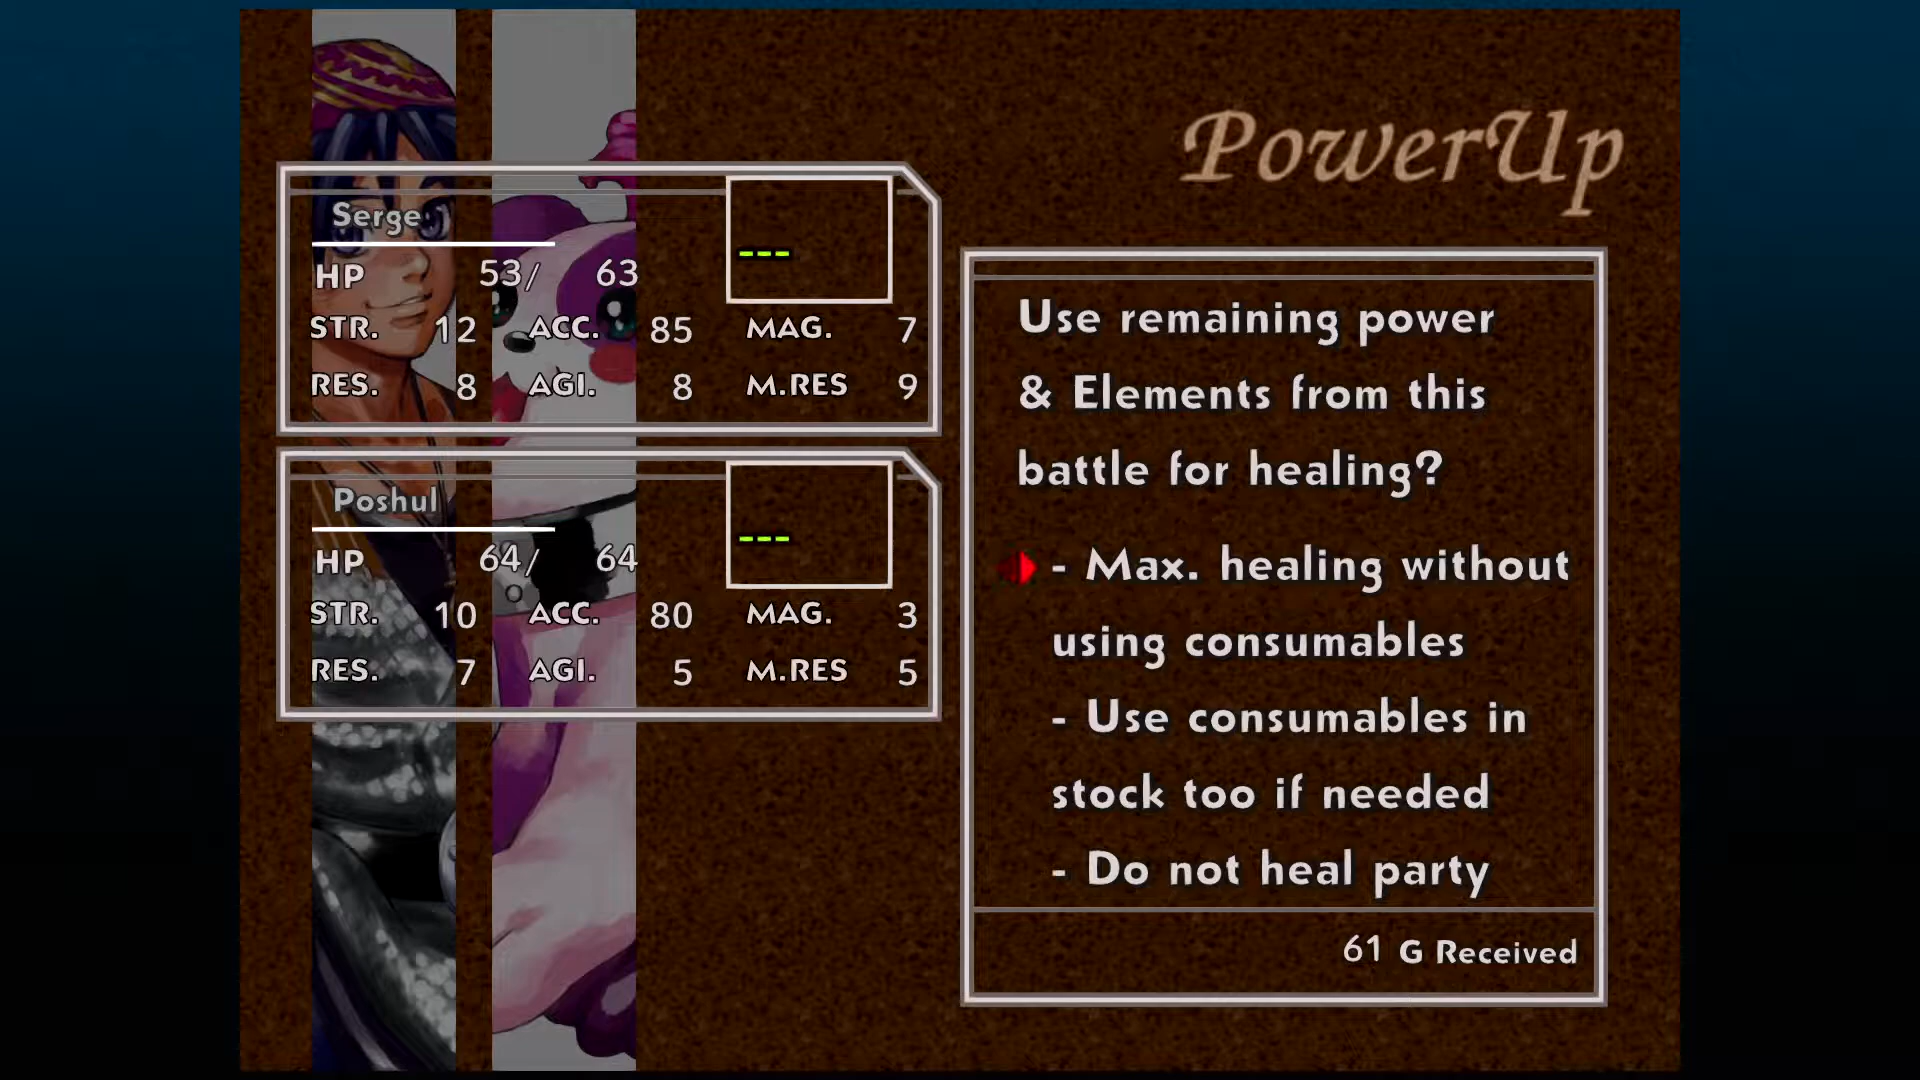 PowerUp
Serge
HP 53/ 63
---
STR. 12 ACC. 85 MAG. 7
RES. 8 AGI. 8 M.RES 9
Poshul
HP 64/ 64
---
STR. 10 ACC. 80 MAG. 3
RES. 7 AGI. 5 M.RES 5
Use remaining power
& Elements from this
battle for healing?
- Max. healing without
using consumables
- Use consumables in
stock too if needed
- Do not heal party
61 G Received